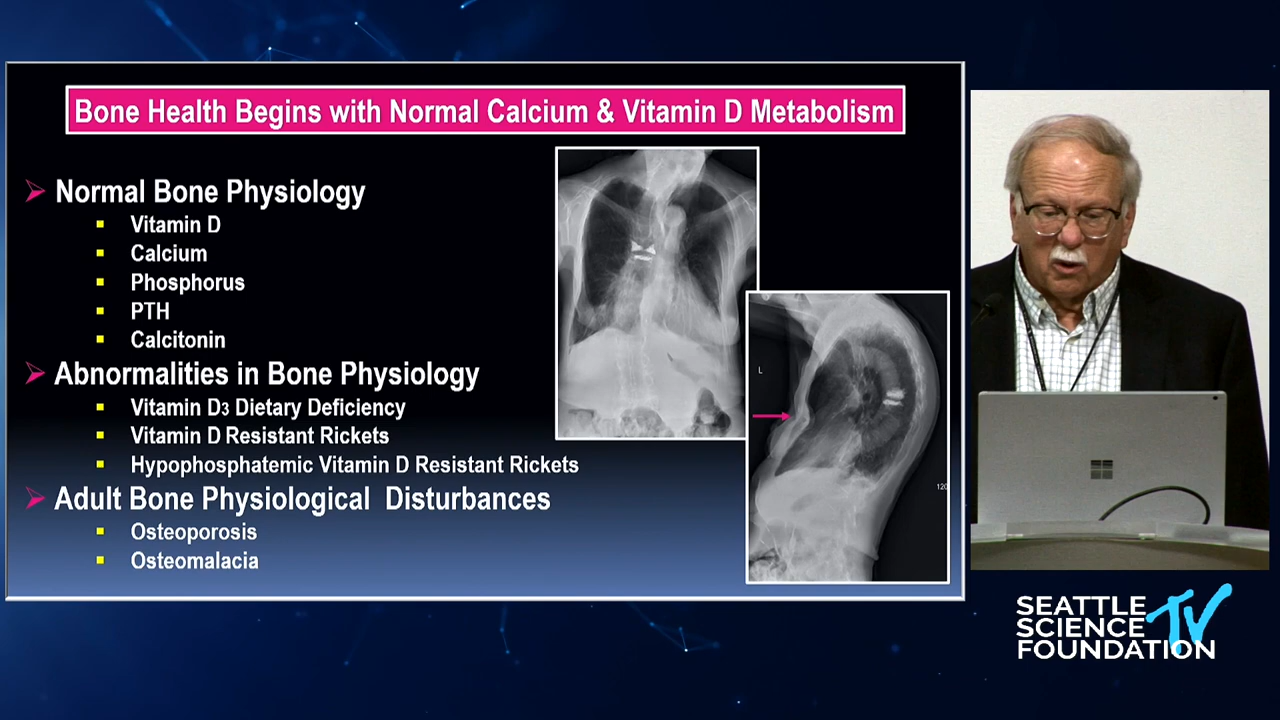 Bone Health Begins with Normal Calcium & Vitamin D Metabolism
Normal Bone Physiology
Vitamin D
Calcium
Phosphorus
PTH
Calcitonin
Abnormalities in Bone Physiology
Vitamin D3 Dietary Deficiency
Vitamin D Resistant Rickets
Hypophosphatemic Vitamin D Resistant Rickets
Adult Bone Physiological Disturbances
Osteoporosis
Osteomalacia
L
120
SEATTLE
SCIENCE
FOUNDATION
TV